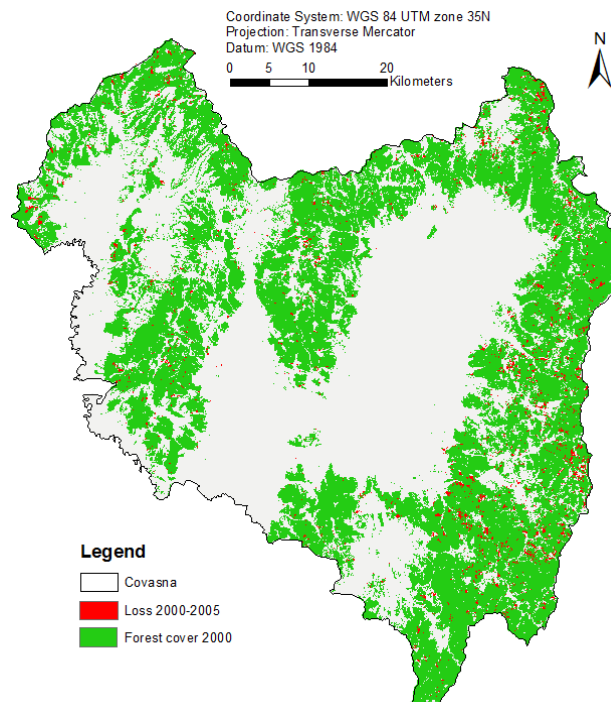 Coordinate System: WGS 84 UTM zone 35N
Projection: Transverse Mercator
Datum: WGS 1984
N
0 5 10 20
Kilometers
Legend
Covasna
Loss 2000-2005
Forest cover 2000